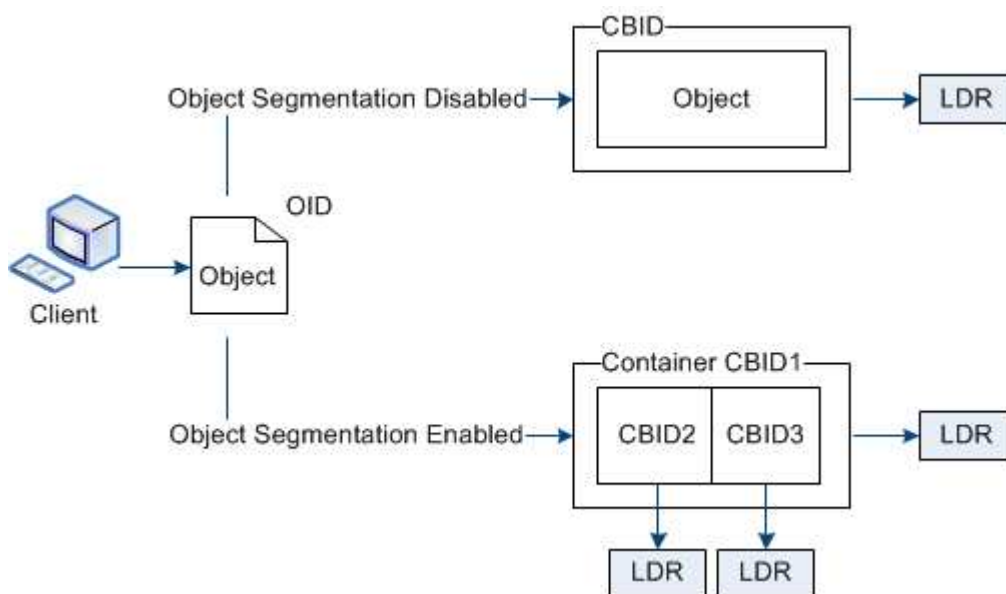 CBID
Object Segmentation Disabled
Object
LDR
OID
Object
Client
Container CBID1
Object Segmentation Enabled
CBID2
CBID3
LDR
LDR
LDR